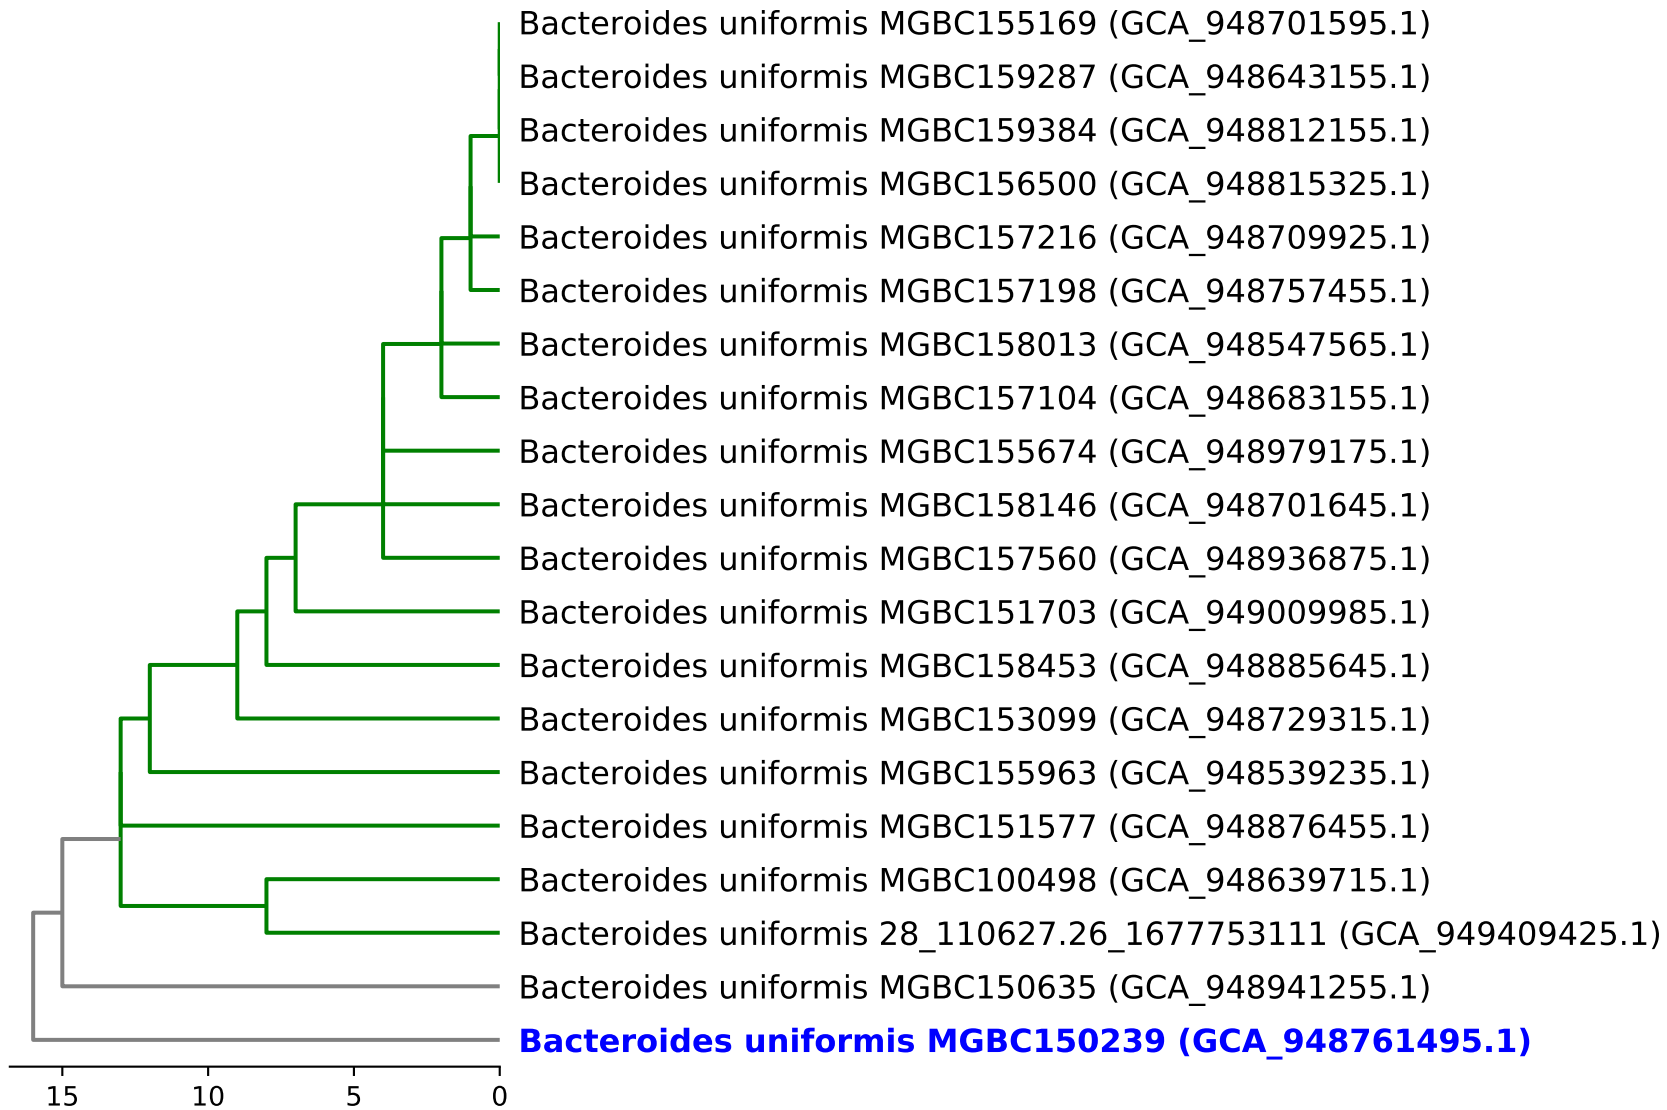 Bacteroides uniformis MGBC155169 (GCA_948701595.1)
Bacteroides uniformis MGBC159287 (GCA_948643155.1)
Bacteroides uniformis MGBC159384 (GCA_948812155.1)
Bacteroides uniformis MGBC156500 (GCA_948815325.1)
Bacteroides uniformis MGBC157216 (GCA_948709925.1)
Bacteroides uniformis MGBC157198 (GCA_948757455.1)
Bacteroides uniformis MGBC158013 (GCA_948547565.1)
Bacteroides uniformis MGBC157104 (GCA_948683155.1)
Bacteroides uniformis MGBC155674 (GCA_948979175.1)
Bacteroides uniformis MGBC158146 (GCA_948701645.1)
Bacteroides uniformis MGBC157560 (GCA_948936875.1)
Bacteroides uniformis MGBC151703 (GCA_949009985.1)
Bacteroides uniformis MGBC158453 (GCA_948885645.1)
Bacteroides uniformis MGBC153099 (GCA_948729315.1)
Bacteroides uniformis MGBC155963 (GCA_948539235.1)
Bacteroides uniformis MGBC151577 (GCA_948876455.1)
Bacteroides uniformis MGBC100498 (GCA_948639715.1)
Bacteroides uniformis 28_110627.26_1677753111 (GCA_949409425.1)
Bacteroides uniformis MGBC150635 (GCA_948941255.1)
Bacteroides uniformis MGBC150239 (GCA_948761495.1)
15 10 5 0